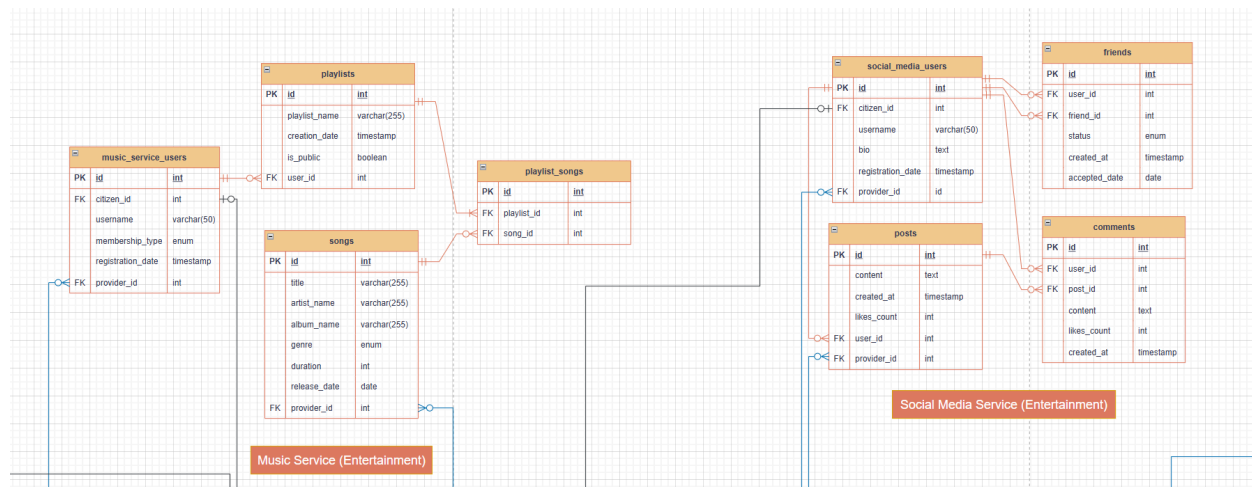 playlists
PK id int
playlist_name varchar(255)
creation_date timestamp
is_public boolean
FK user_id int
music_service_users
PK id int
FK citizen_id int
username varchar(50)
membership_type enum
registration_date timestamp
FK provider_id int
playlist_songs
PK id int
FK playlist_id int
FK song_id int
songs
PK id int
title varchar(255)
artist_name varchar(255)
album_name varchar(255)
genre enum
duration int
release_date date
FK provider_id int
Music Service (Entertainment)
social_media_users
PK id int
FK citizen_id int
username varchar(50)
bio text
registration_date timestamp
FK provider_id id
friends
PK id int
FK user_id int
FK friend_id int
status enum
created_at timestamp
accepted_date date
posts
PK id int
content text
created_at timestamp
likes_count int
FK user_id int
FK provider_id int
comments
PK id int
FK user_id int
FK post_id int
content text
likes_count int
created_at timestamp
Social Media Service (Entertainment)